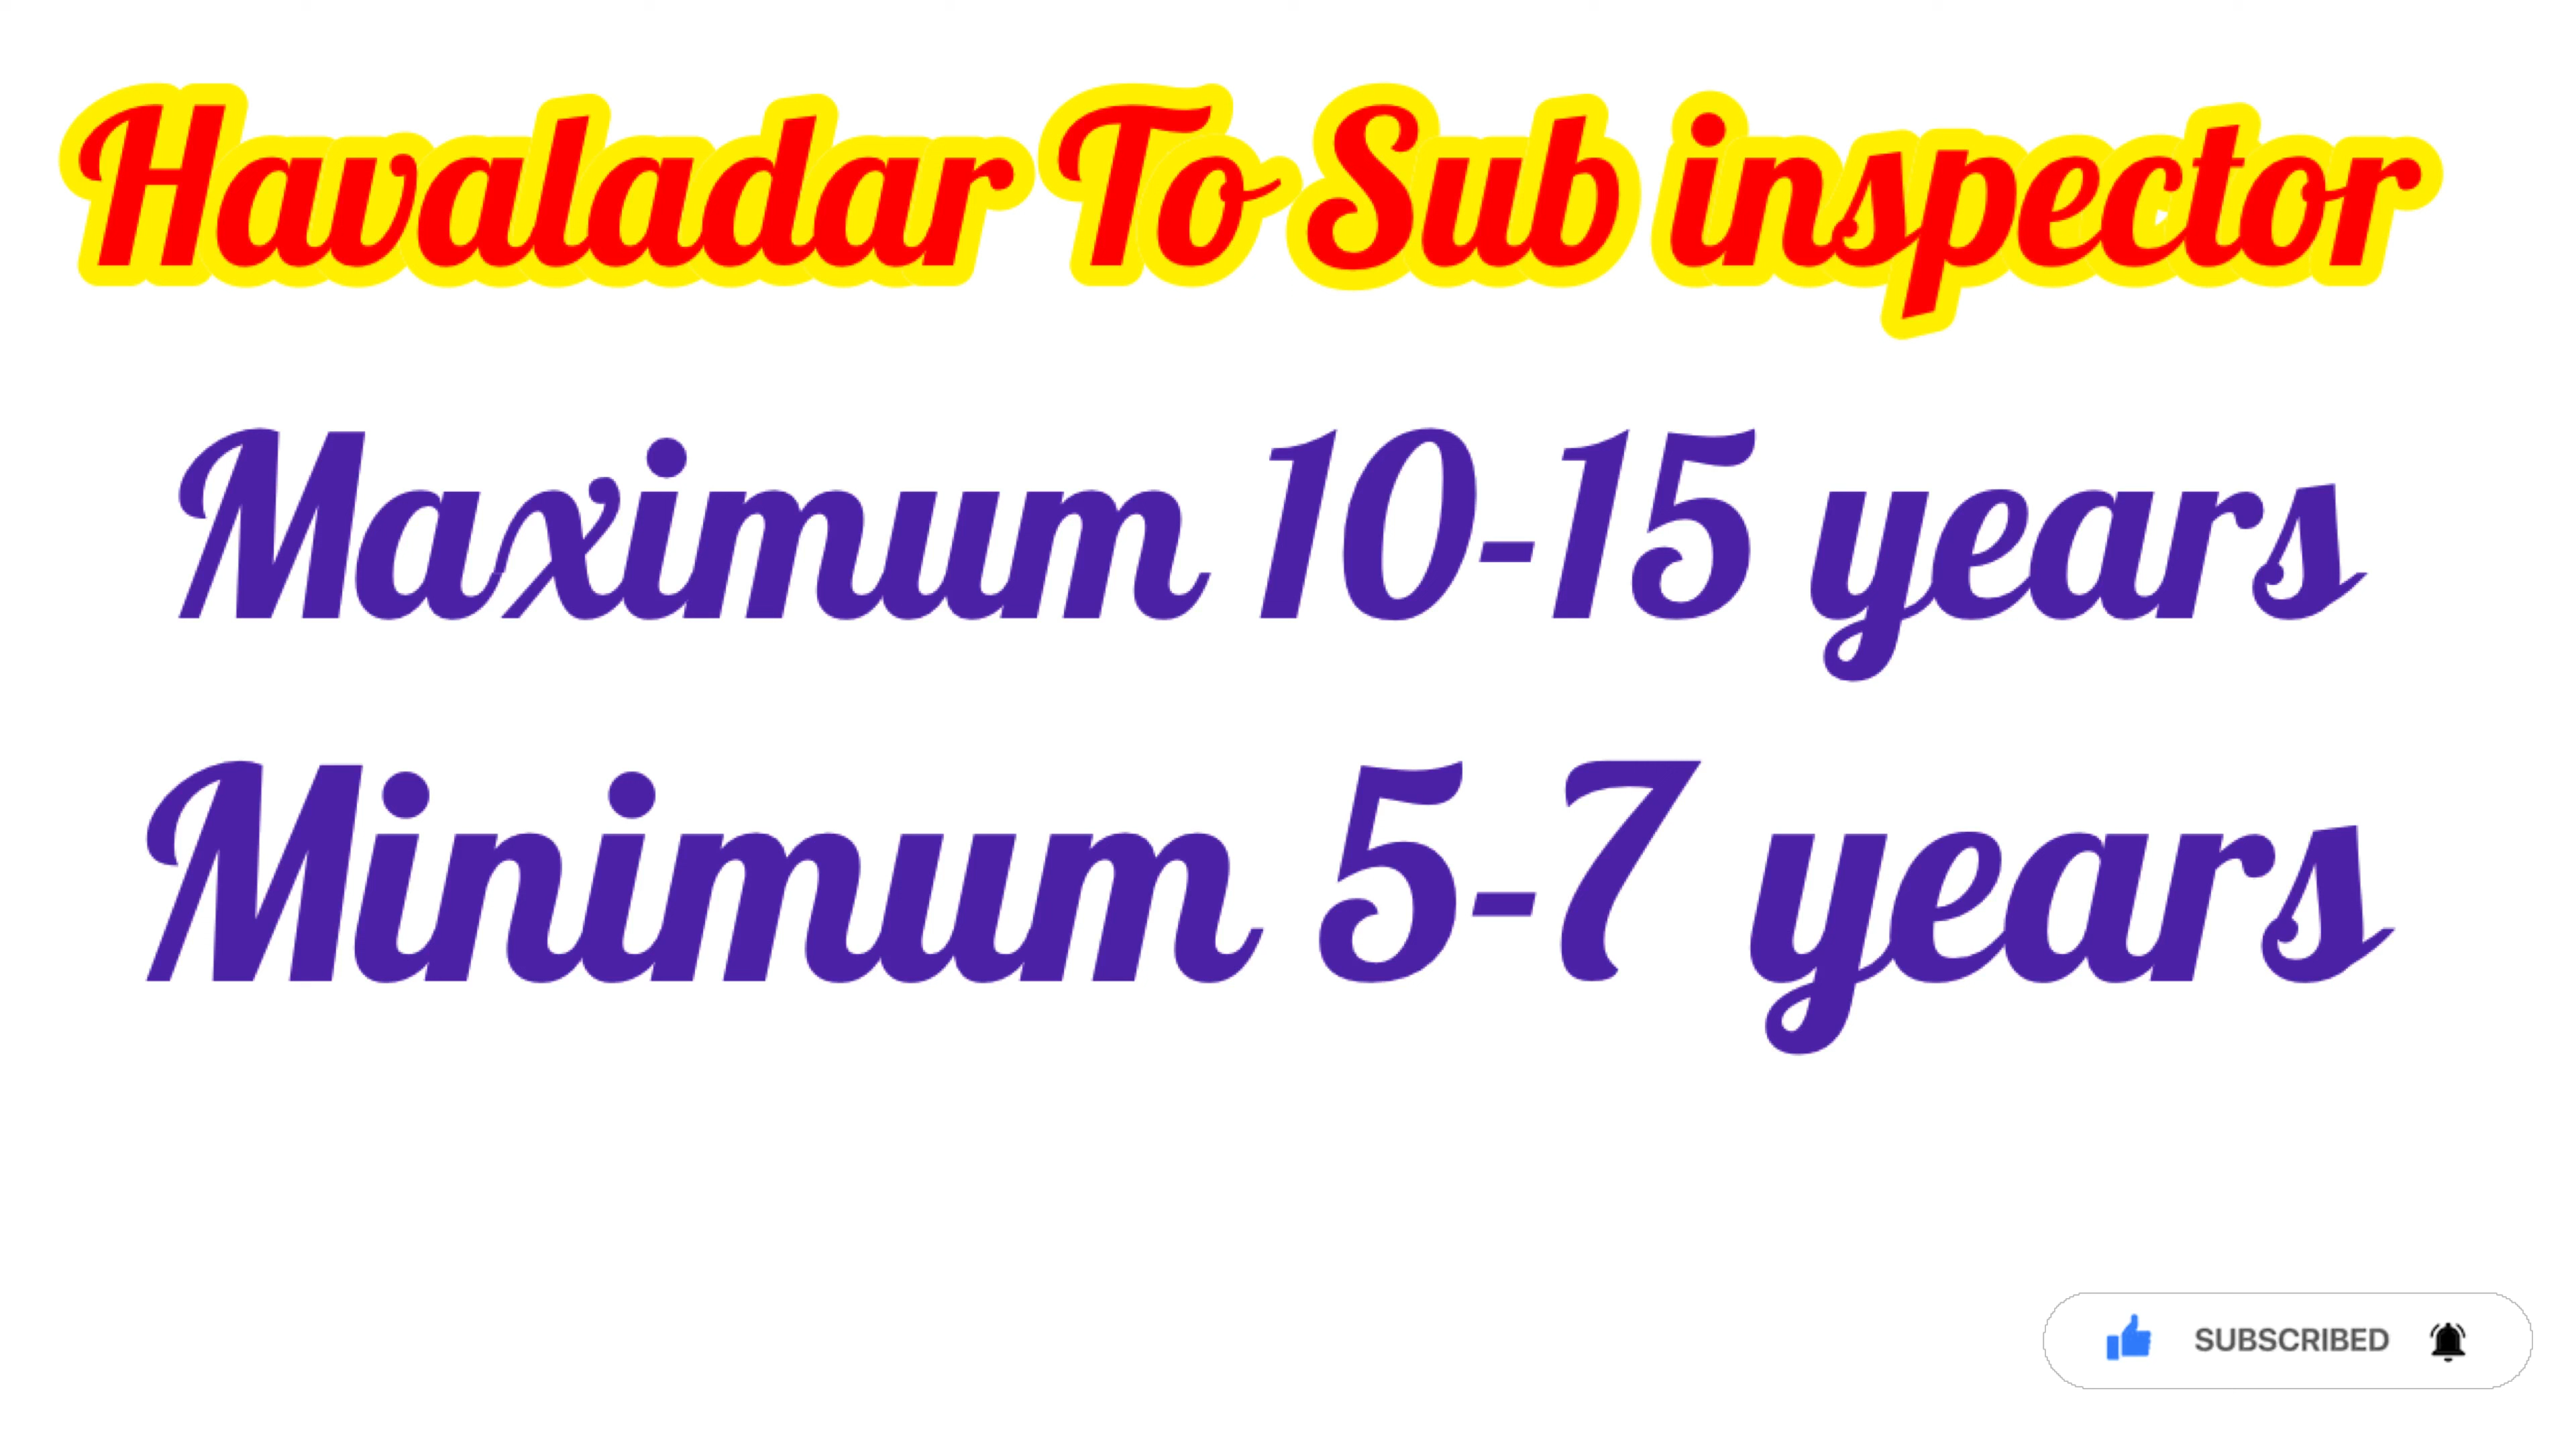 Havaladar To Sub inspector
Maximum 10-15 years
Minimum 5-7 years
SUBSCRIBED